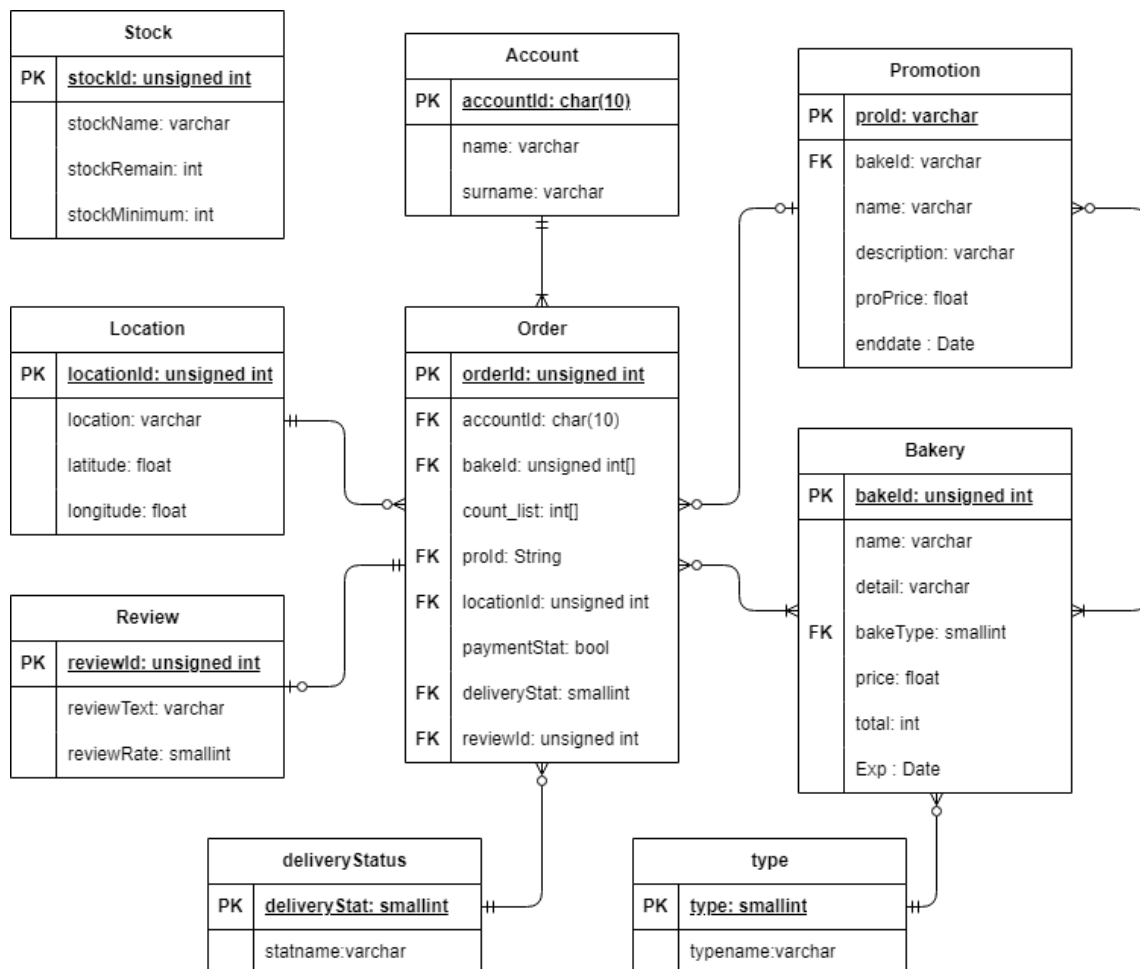 Stock
PK stockId: unsigned int
stockName: varchar
stockRemain: int
stockMinimum: int
Account
PK accountId: char(10)
name: varchar
surname: varchar
Promotion
PK proId: varchar
FK bakeId: varchar
name: varchar
description: varchar
proPrice: float
enddate : Date
Location
PK locationId: unsigned int
location: varchar
latitude: float
longitude: float
Order
PK orderId: unsigned int
FK accountId: char(10)
FK bakeId: unsigned int[]
count_list: int[]
FK proId: String
FK locationId: unsigned int
paymentStat: bool
FK deliveryStat: smallint
FK reviewId: unsigned int
Bakery
PK bakeId: unsigned int
name: varchar
detail: varchar
FK bakeType: smallint
price: float
total: int
Exp : Date
Review
PK reviewId: unsigned int
reviewText: varchar
reviewRate: smallint
deliveryStatus
PK deliveryStat: smallint
statname:varchar
type
PK type: smallint
typename:varchar